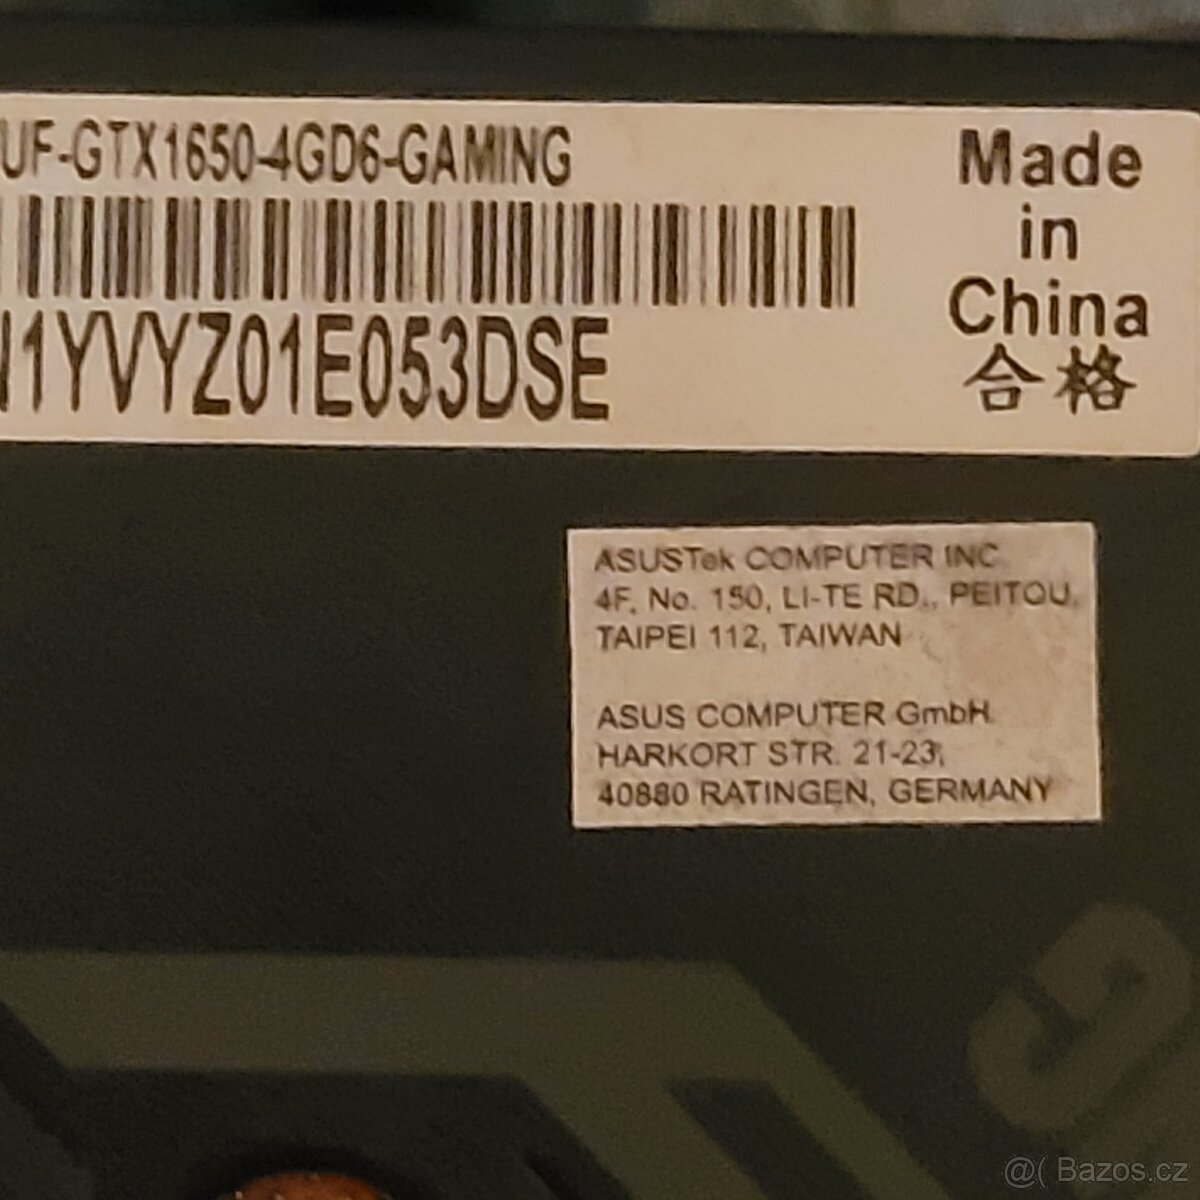 UF-GTX1650-4GD6-GAMING
1YVYZ01E053DSE
Made
in
China
合格
ASUSTek COMPUTER INC.
4F, No. 150, LI-TE RD., PEITOU,
TAIPEI 112, TAIWAN
ASUS COMPUTER GmbH
HARKORT STR. 21-23,
40880 RATINGEN, GERMANY
@( Bazos.cz